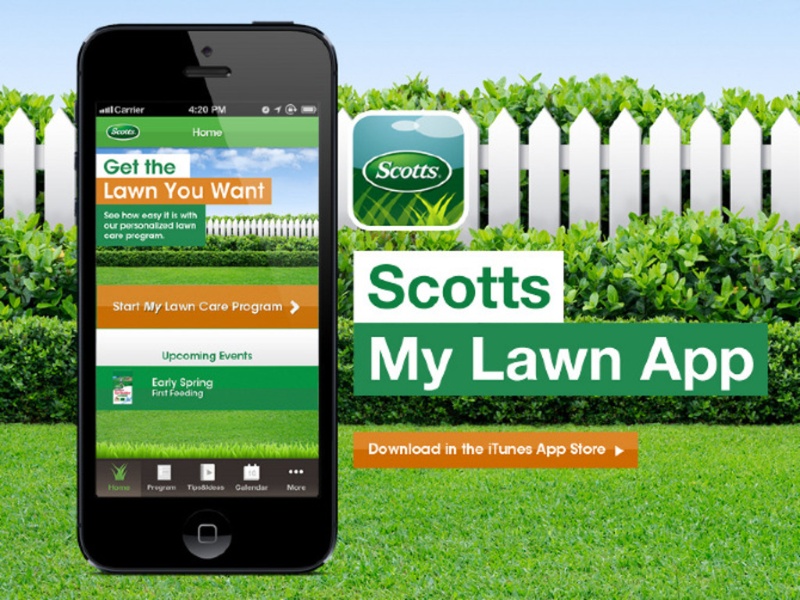 Carrier 4:20 PM
Scotts Home
Get the
Lawn You Want
See how easy it is with
our personalized lawn
care program.
Start My Lawn Care Program
Upcoming Events
Early Spring
First Feeding
Home Program Tips&Ideas Calendar More
Scotts
Scotts
My Lawn App
Download in the iTunes App Store